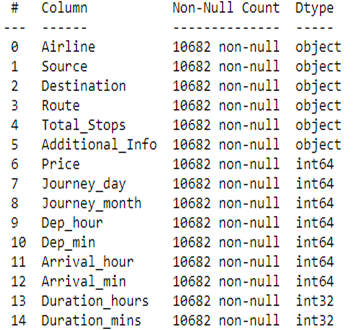 #   Column           Non-Null Count  Dtype
---  ------           --------------  -----
0   Airline          10682 non-null  object
1   Source           10682 non-null  object
2   Destination      10682 non-null  object
3   Route            10682 non-null  object
4   Total_Stops      10682 non-null  object
5   Additional_Info  10682 non-null  object
6   Price            10682 non-null  int64
7   Journey_day      10682 non-null  int64
8   Journey_month    10682 non-null  int64
9   Dep_hour         10682 non-null  int64
10  Dep_min          10682 non-null  int64
11  Arrival_hour     10682 non-null  int64
12  Arrival_min      10682 non-null  int64
13  Duration_hours   10682 non-null  int32
14  Duration_mins    10682 non-null  int32